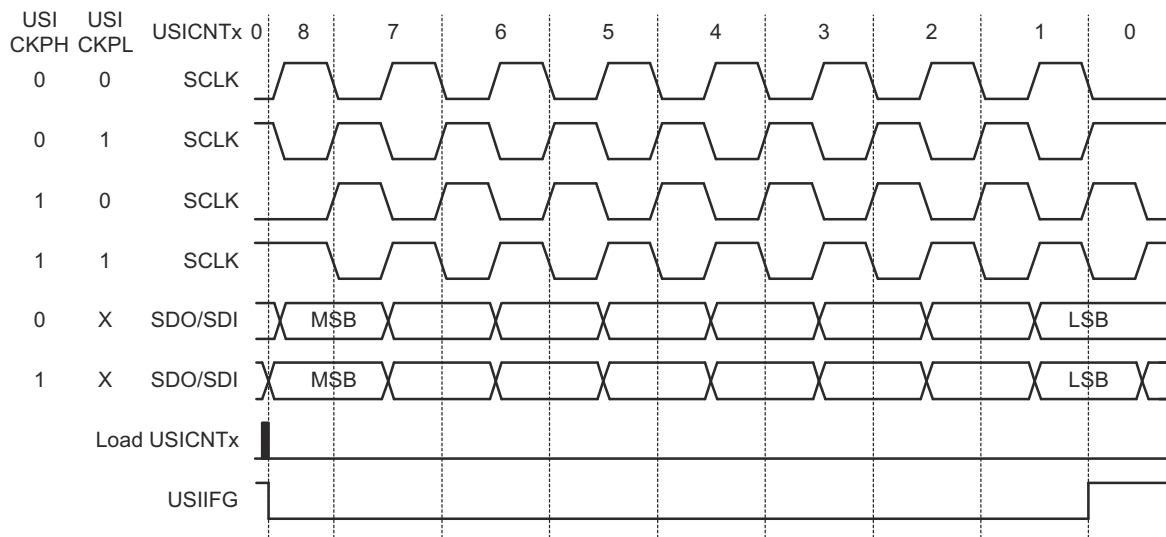 USI USI
CKPH CKPL USICNTx 0 8 7 6 5 4 3 2 1 0
0 0 SCLK
0 1 SCLK
1 0 SCLK
1 1 SCLK
0 X SDO/SDI MSB LSB
1 X SDO/SDI MSB LSB
Load USICNTx
USIIFG